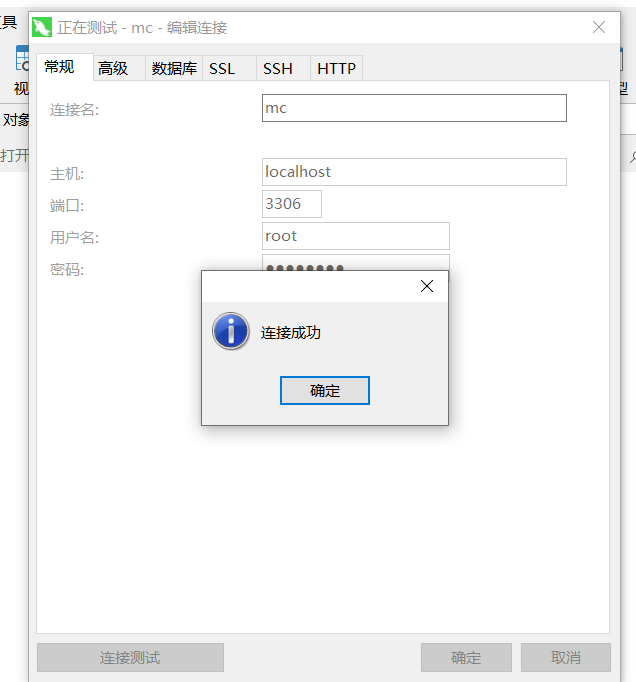 具
正在测试 - mc - 编辑连接
视
型
常规 高级 数据库 SSL SSH HTTP
对象
连接名: mc
打开
主机: localhost
端口: 3306
用户名: root
密码: ●●●●●●●●
连接成功
确定
连接测试 确定 取消